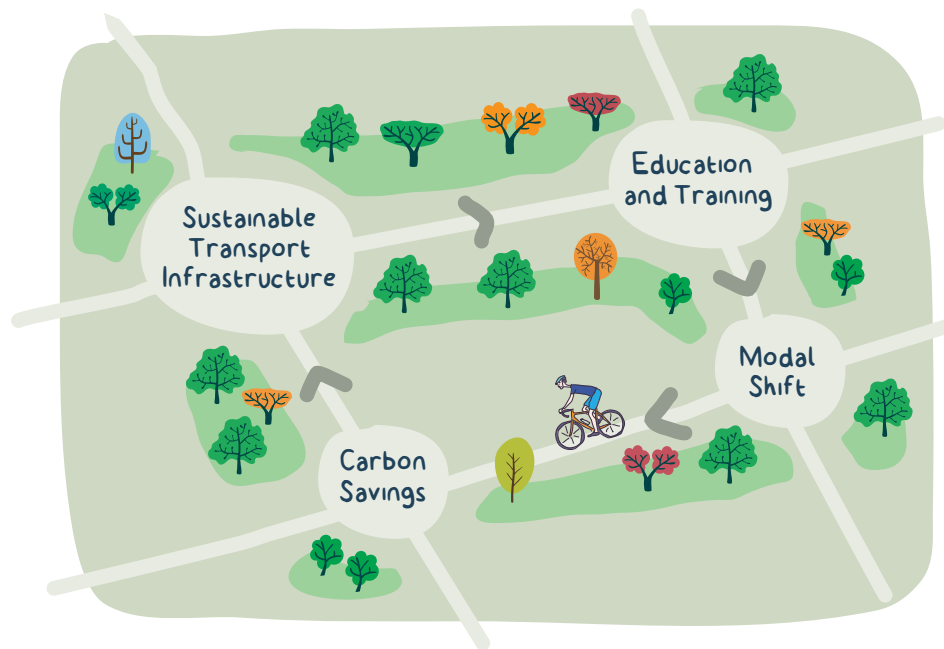 Sustainable
Transport
Infrastructure
Education
and Training
Modal
Shift
Carbon
Savings